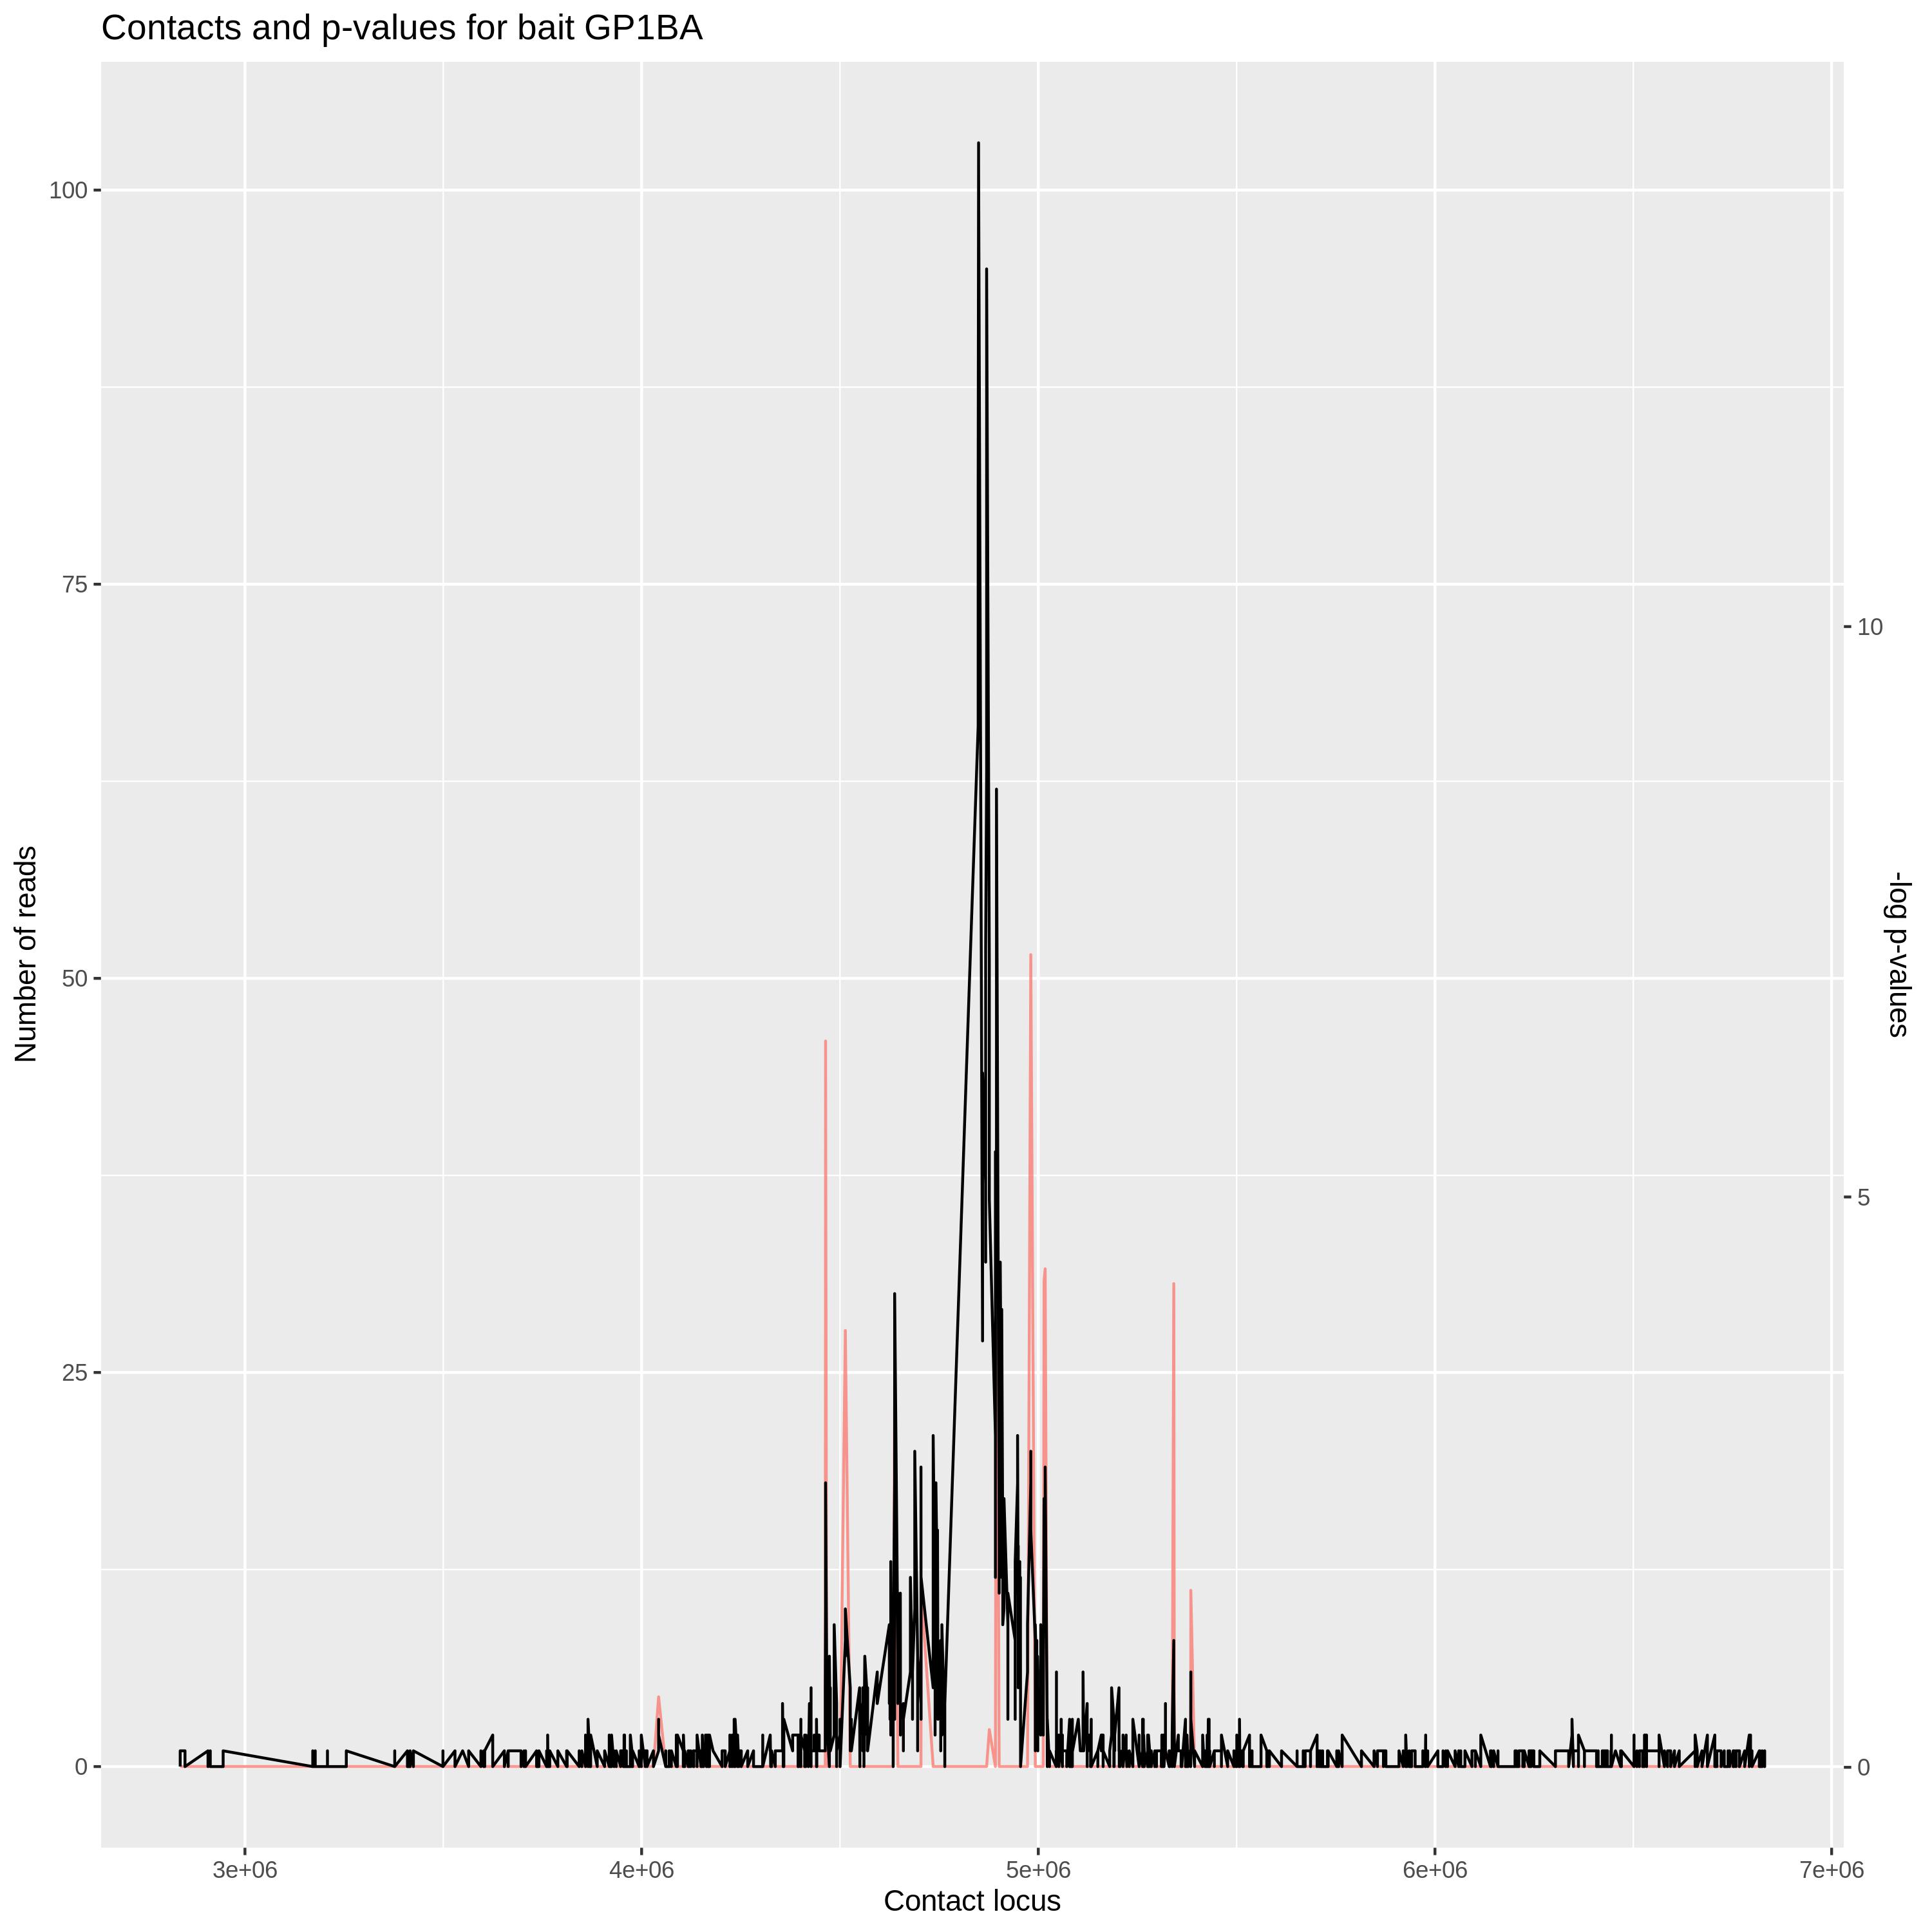 Contacts and p-values for bait GP1BA
100
75
50
25
0
Number of reads
10
5
0
-log p-values
3e+06
4e+06
5e+06
6e+06
7e+06
Contact locus